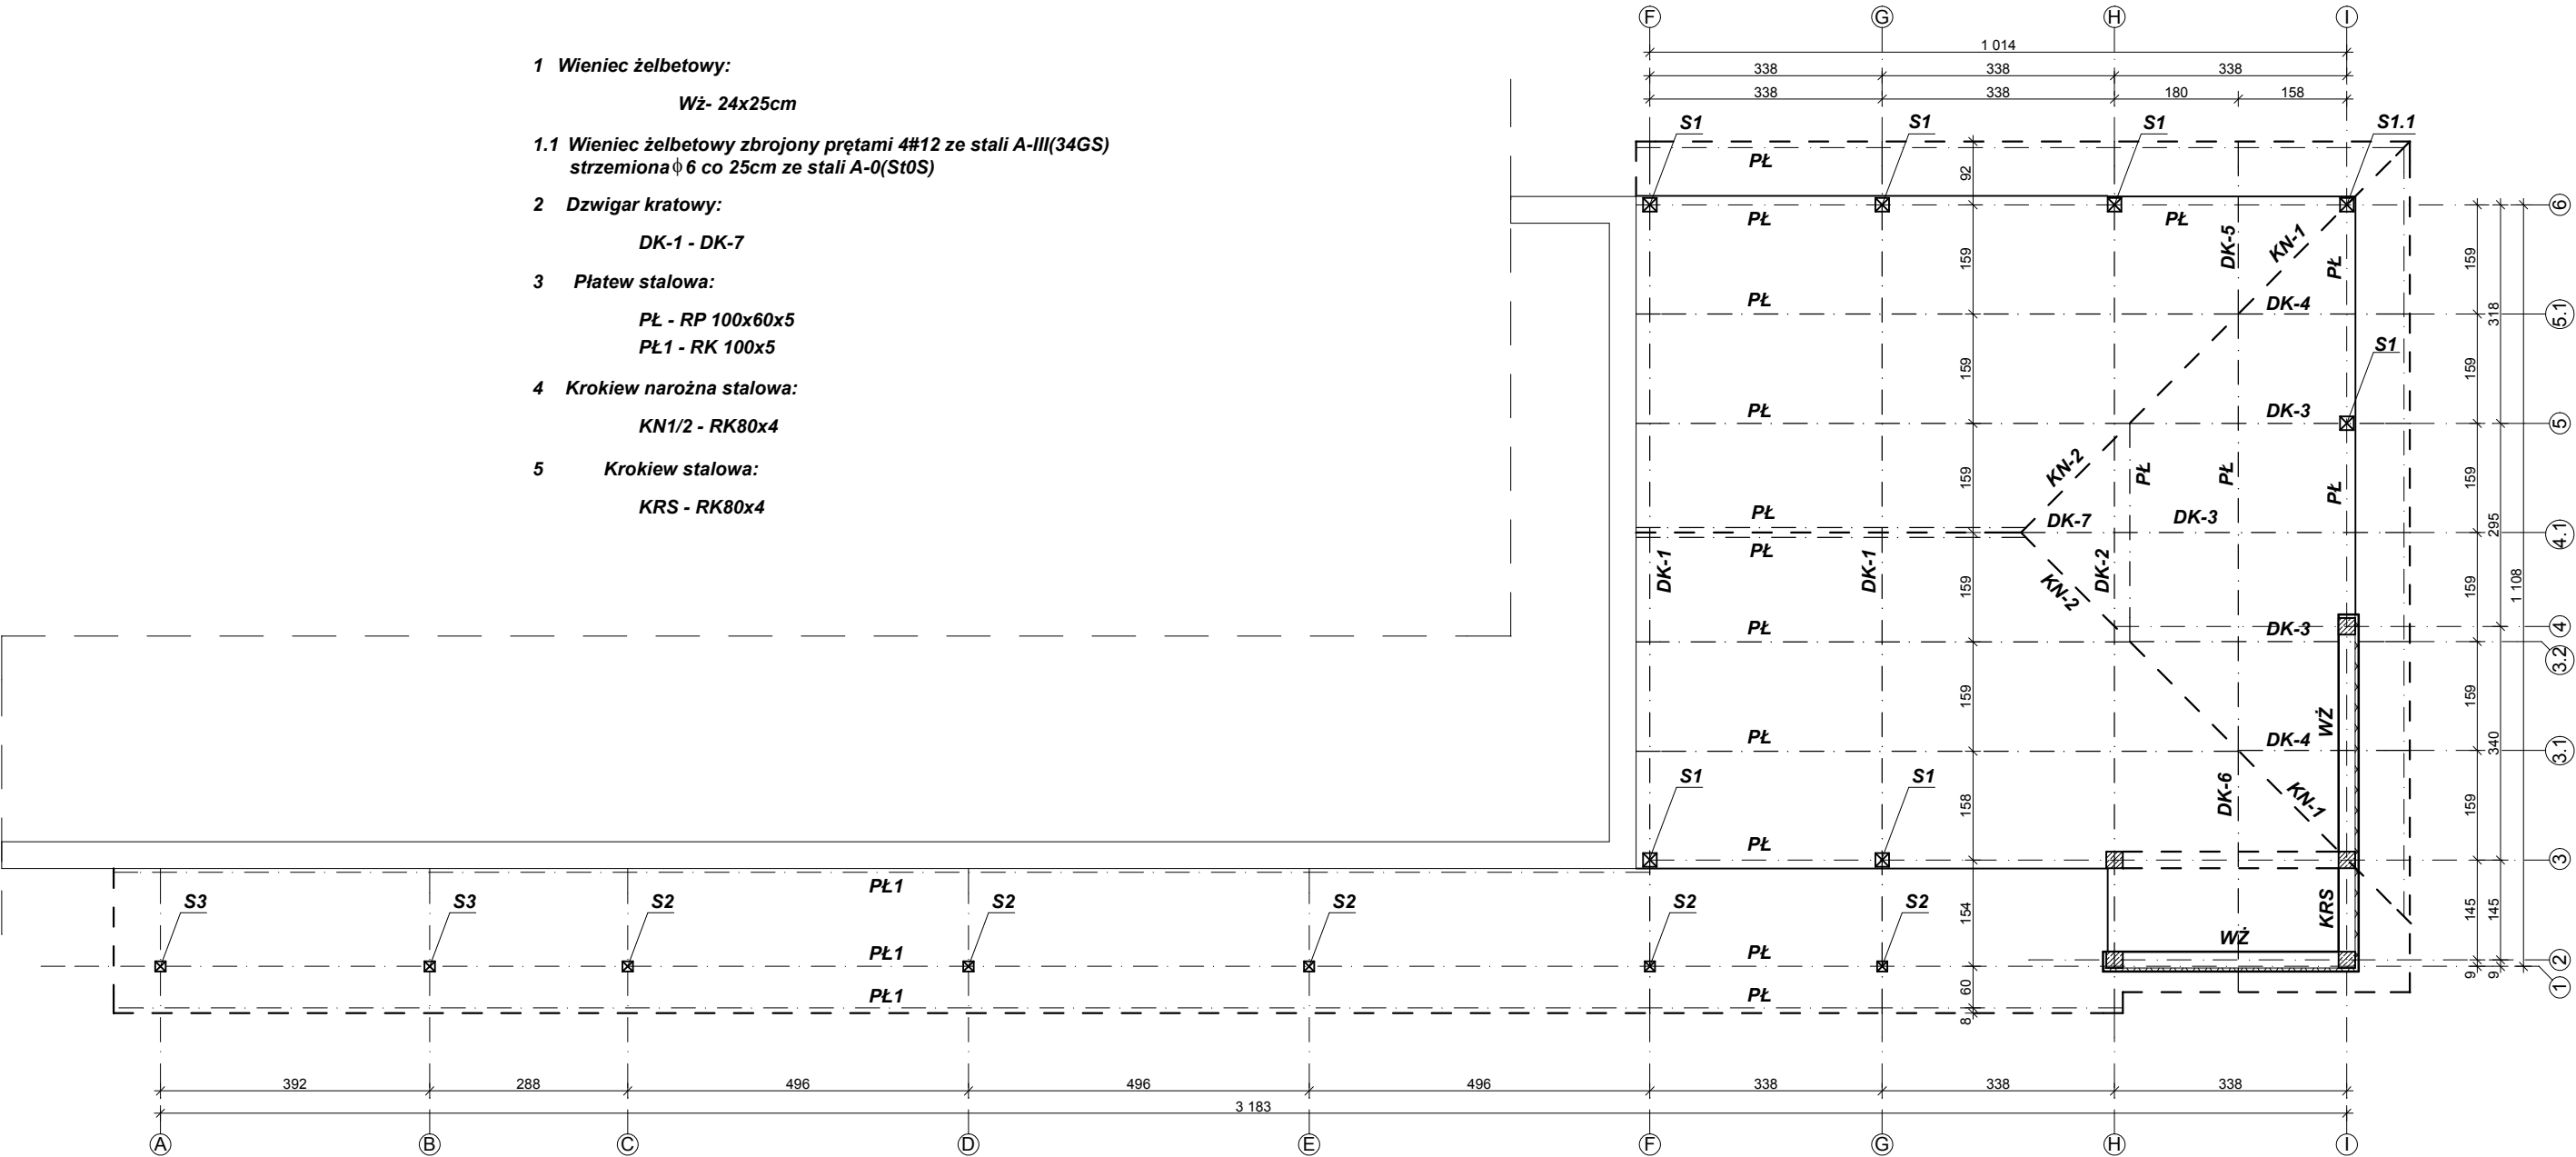 1 Wieniec żelbetowy:
Wż- 24x25cm
1.1 Wieniec żelbetowy zbrojony prętami 4#12 ze stali A-III(34GS)
strzemiona ϕ 6 co 25cm ze stali A-0(St0S)
2 Dzwigar kratowy:
DK-1 - DK-7
3 Płatew stalowa:
PŁ - RP 100x60x5
PŁ1 - RK 100x5
4 Krokiew narożna stalowa:
KN1/2 - RK80x4
5 Krokiew stalowa:
KRS - RK80x4
F G H I
1 014
338 338 338
338 338 180 158
S1 S1 S1 S1.1
PŁ
92
6
PŁ PŁ
DK-5
KN-1
PŁ
159 159
318
PŁ DK-4
5.1
S1
159 159
PŁ DK-3
5
KN-2
PŁ PŁ PŁ
159 159
PŁ
DK-7 DK-3
295
4.1
PŁ
DK-1 DK-1 DK-2
KN-2
159 159
1 108
PŁ DK-3
4
3.2
159 159
WŻ
PŁ DK-4
340
3.1
S1 S1
DK-6
KN-1
158 159
PŁ
3
PŁ1
S3 S3 S2 S2 S2 S2 S2
154
KRS
145 145
WŻ
PŁ1 PŁ
2
9 9
1
60
PŁ1 PŁ
8
392 288 496 496 496 338 338 338
3 183
A B C D E F G H I